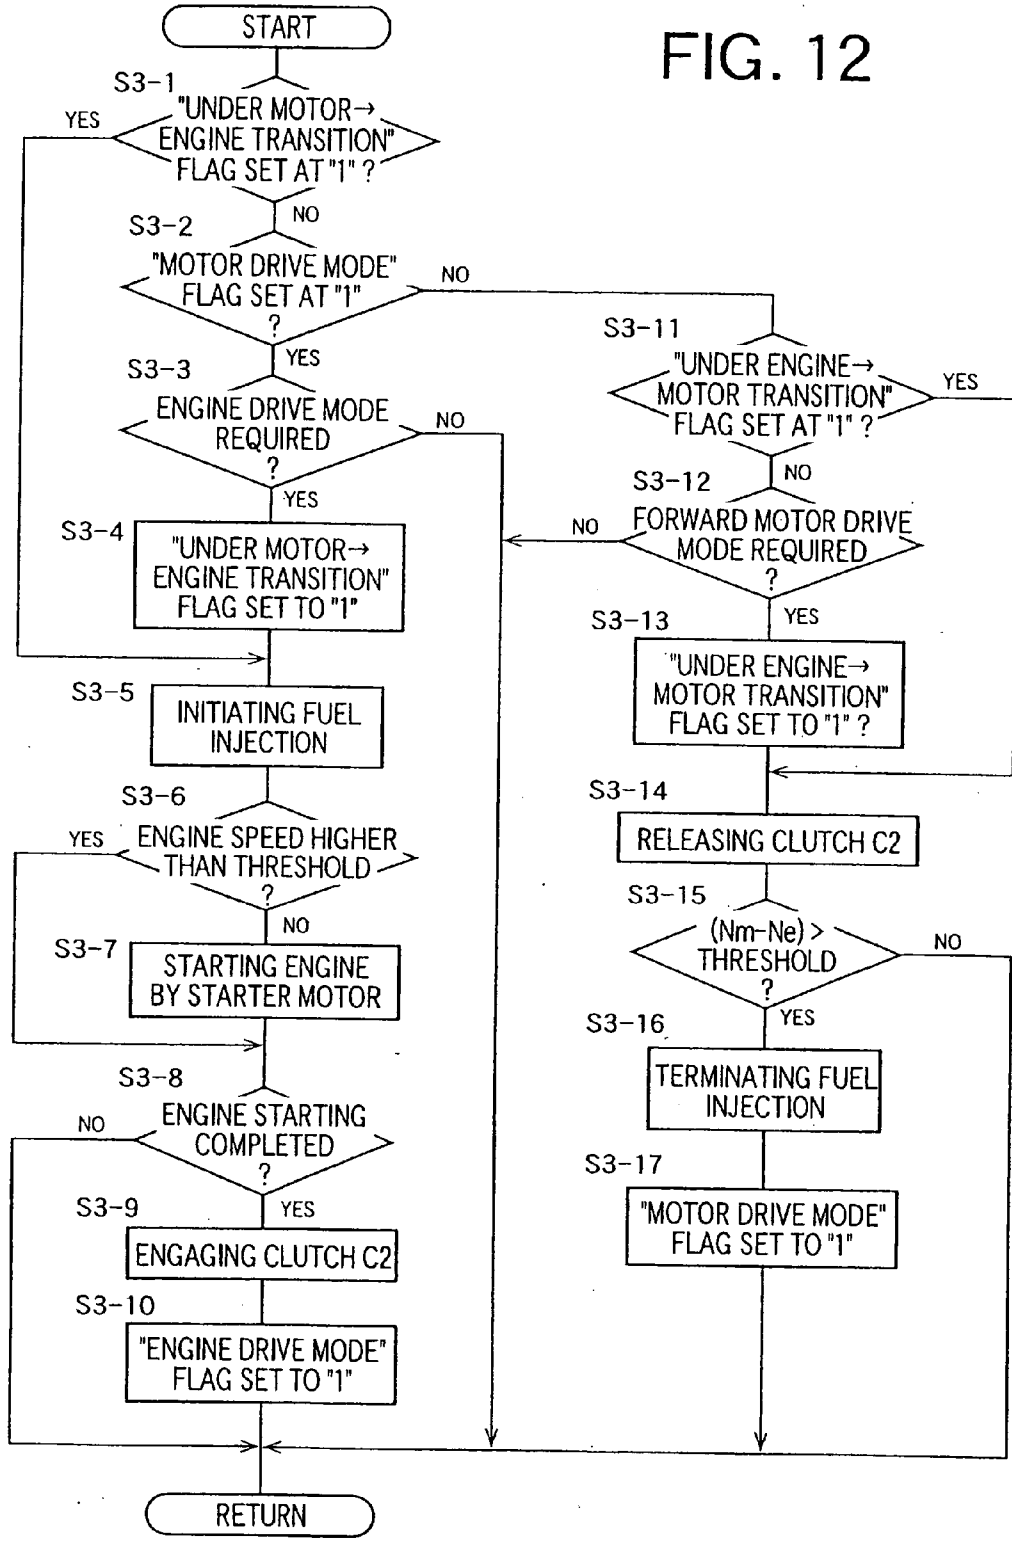 START
FIG. 12
S3-1
"UNDER MOTOR→
ENGINE TRANSITION"
FLAG SET AT "1" ?
YES
NO
S3-2
"MOTOR DRIVE MODE"
FLAG SET AT "1"
?
NO
YES
S3-3
ENGINE DRIVE MODE
REQUIRED
?
NO
YES
S3-4
"UNDER MOTOR→
ENGINE TRANSITION"
FLAG SET TO "1"
S3-5
INITIATING FUEL
INJECTION
S3-6
ENGINE SPEED HIGHER
THAN THRESHOLD
?
YES
NO
S3-7
STARTING ENGINE
BY STARTER MOTOR
S3-8
ENGINE STARTING
COMPLETED
?
NO
YES
S3-9
ENGAGING CLUTCH C2
S3-10
"ENGINE DRIVE MODE"
FLAG SET TO "1"
RETURN
S3-11
"UNDER ENGINE→
MOTOR TRANSITION"
FLAG SET AT "1" ?
YES
NO
S3-12
FORWARD MOTOR DRIVE
MODE REQUIRED
?
NO
YES
S3-13
"UNDER ENGINE→
MOTOR TRANSITION"
FLAG SET TO "1" ?
S3-14
RELEASING CLUTCH C2
S3-15
(Nm-Ne) >
THRESHOLD
?
NO
YES
S3-16
TERMINATING FUEL
INJECTION
S3-17
"MOTOR DRIVE MODE"
FLAG SET TO "1"